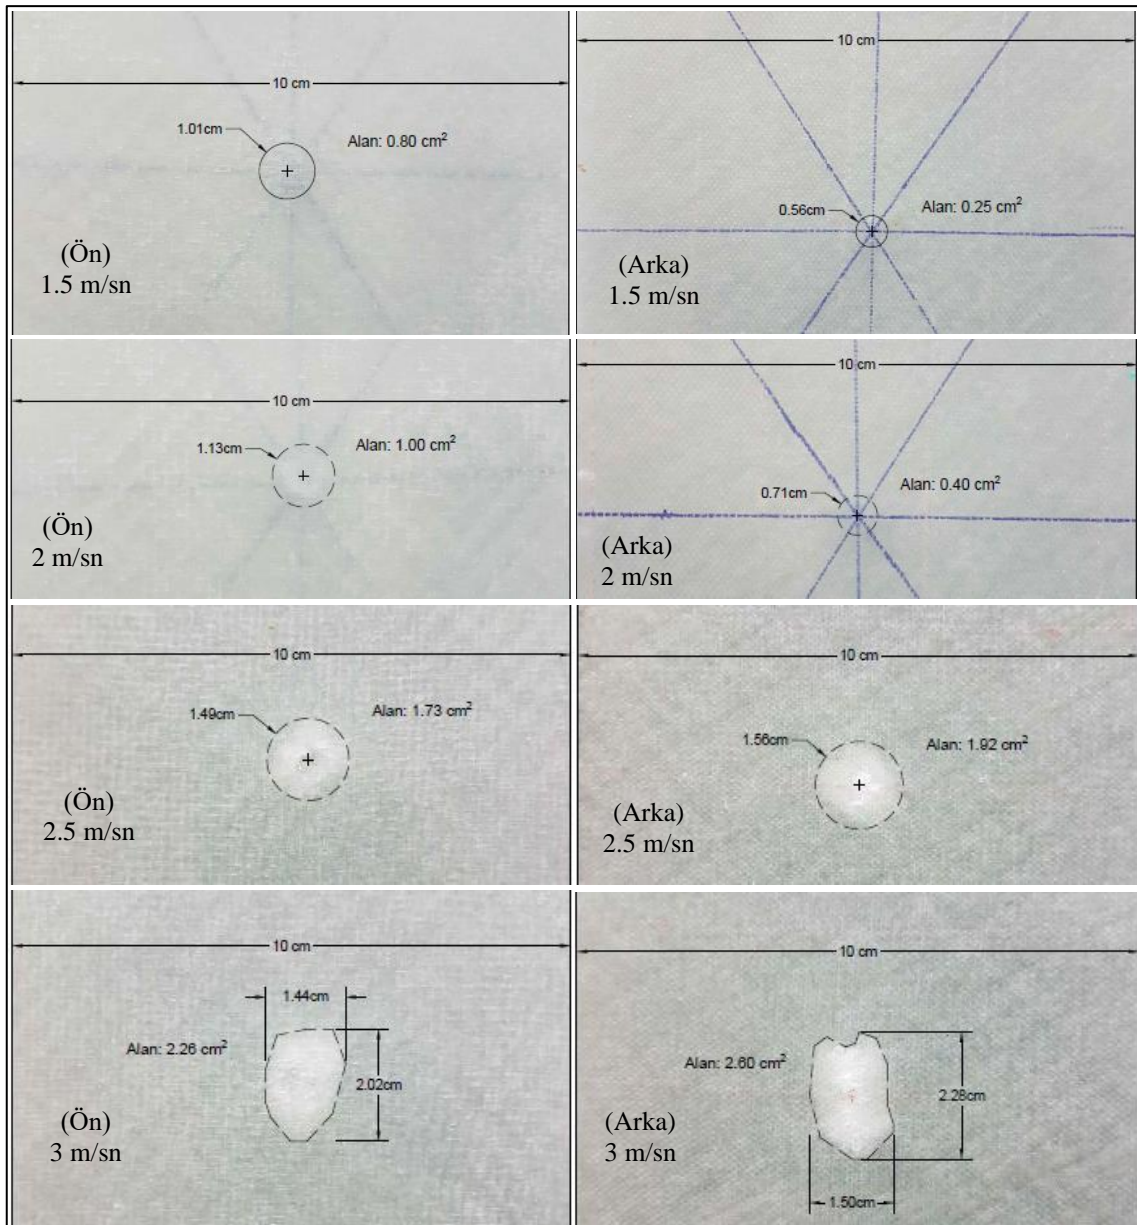 10 cm
1.01cm
Alan: 0.80 cm²
(Ön)
1.5 m/sn
10 cm
0.56cm
Alan: 0.25 cm²
(Arka)
1.5 m/sn
10 cm
1.13cm
Alan: 1.00 cm²
(Ön)
2 m/sn
10 cm
0.71cm
Alan: 0.40 cm²
(Arka)
2 m/sn
10 cm
1.49cm
Alan: 1.73 cm²
(Ön)
2.5 m/sn
10 cm
1.56cm
Alan: 1.92 cm²
(Arka)
2.5 m/sn
10 cm
1.44cm
Alan: 2.26 cm²
2.02cm
(Ön)
3 m/sn
10 cm
Alan: 2.60 cm²
2.28cm
1.50cm
(Arka)
3 m/sn